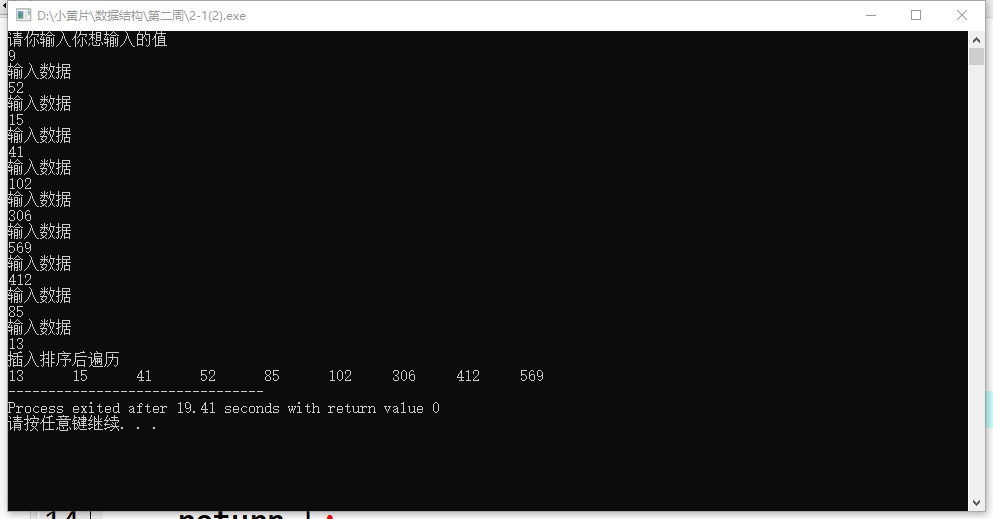 D:\小黄片\数据结构\第二周\2-1(2).exe
请你输入你想输入的值
9
输入数据
52
输入数据
15
输入数据
41
输入数据
102
输入数据
306
输入数据
569
输入数据
412
输入数据
85
输入数据
13
插入排序后遍历
13 15 41 52 85 102 306 412 569
--------------------------------
Process exited after 19.41 seconds with return value 0
请按任意键继续. . .
14